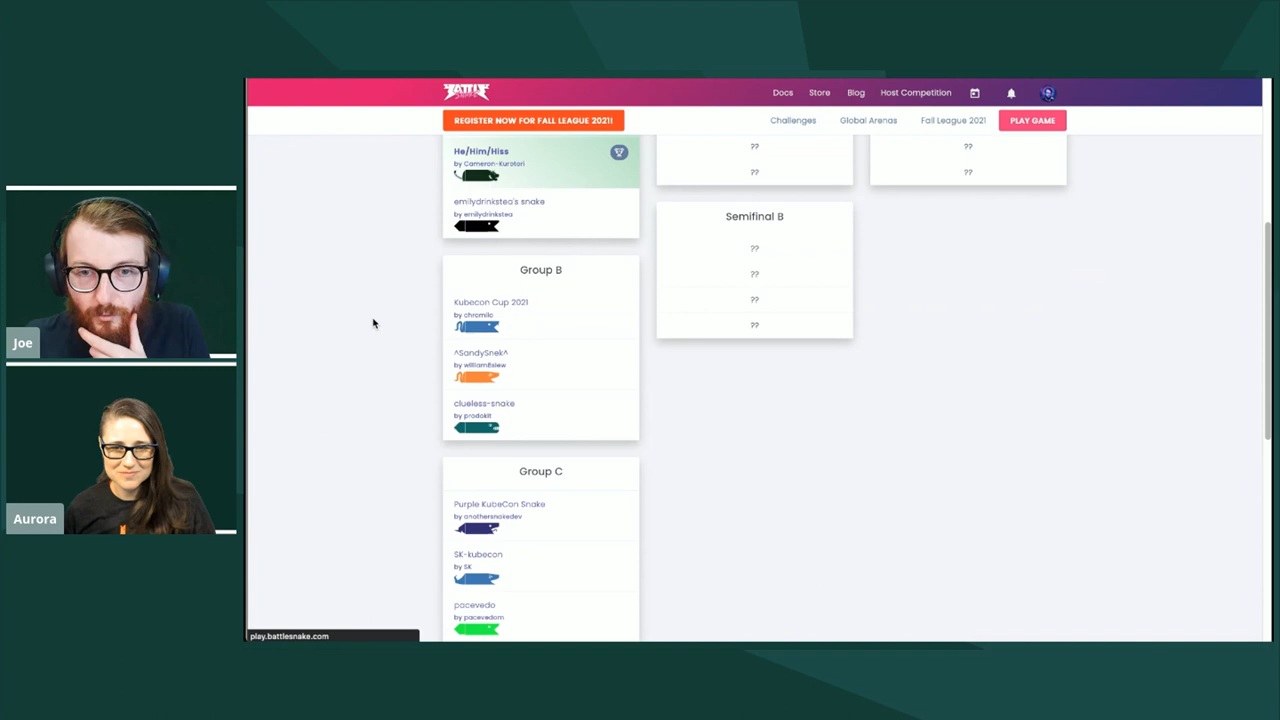 BATTLE
SNAKE
Docs
Store
Blog
Host Competition
REGISTER NOW FOR FALL LEAGUE 2021!
Challenges
Global Arenas
Fall League 2021
PLAY GAME
He/Him/Hiss
by Cameron-Kurotori
emilydrinkstea's snake
by emilydrinkstea
??
??
??
??
Semifinal B
??
??
??
??
Group B
Kubecon Cup 2021
by chromilc
^SandySnek^
by williambsiew
clueless-snake
by prodokit
Group C
Purple KubeCon Snake
by anothersnakedev
SK-kubecon
by SK
pacevedo
by pacevedom
play.battlesnake.com
Joe
Aurora